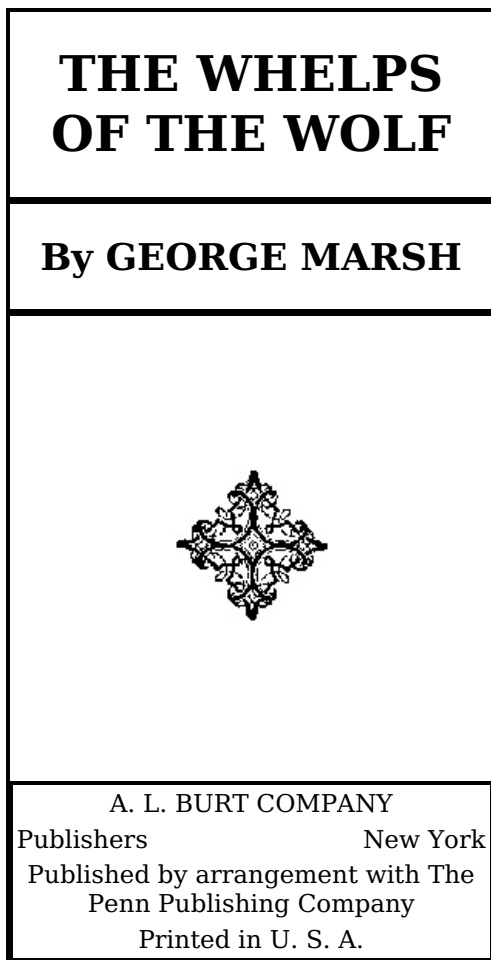 THE WHELPS
OF THE WOLF
By GEORGE MARSH
A. L. BURT COMPANY
Publishers New York
Published by arrangement with The
Penn Publishing Company
Printed in U. S. A.